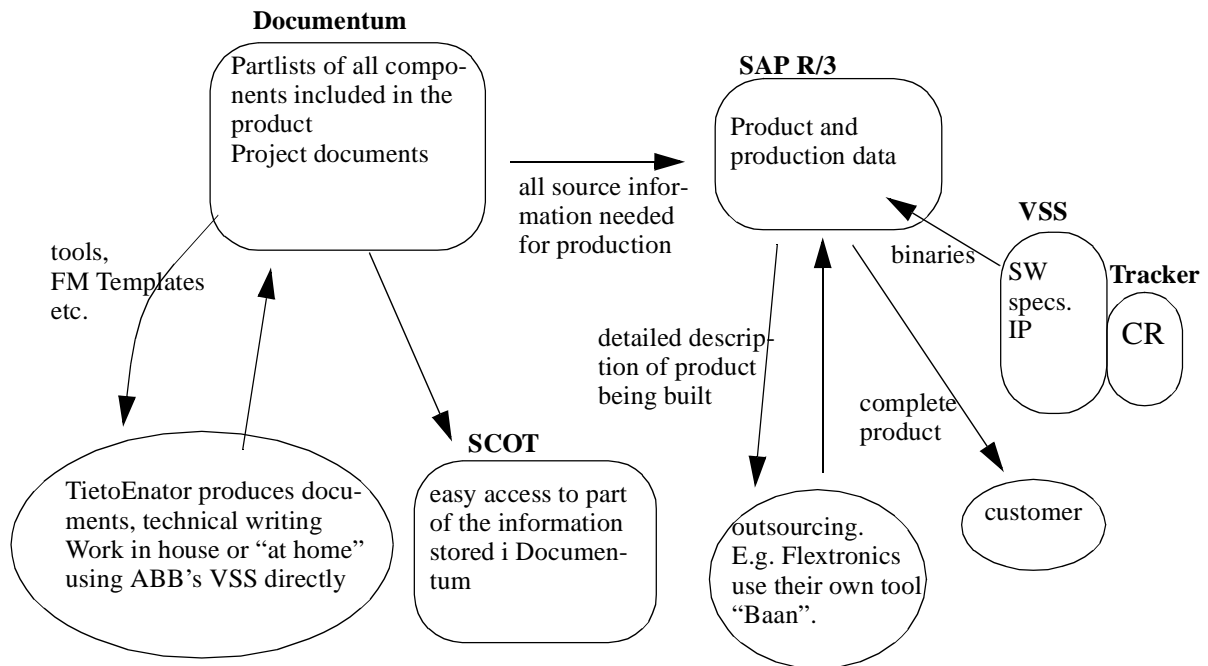 Documentum
Partlists of all compo-
nents included in the
product
Project documents
SAP R/3
Product and
production data
all source infor-
mation needed
for production
VSS
binaries
SW
specs.
IP
Tracker
CR
tools,
FM Templates
etc.
detailed descrip-
tion of product
being built
complete
product
SCOT
TietoEnator produces docu-
ments, technical writing
Work in house or “at home”
using ABB’s VSS directly
easy access to part
of the information
stored i Documen-
tum
outsourcing.
E.g. Flextronics
use their own tool
“Baan”.
customer